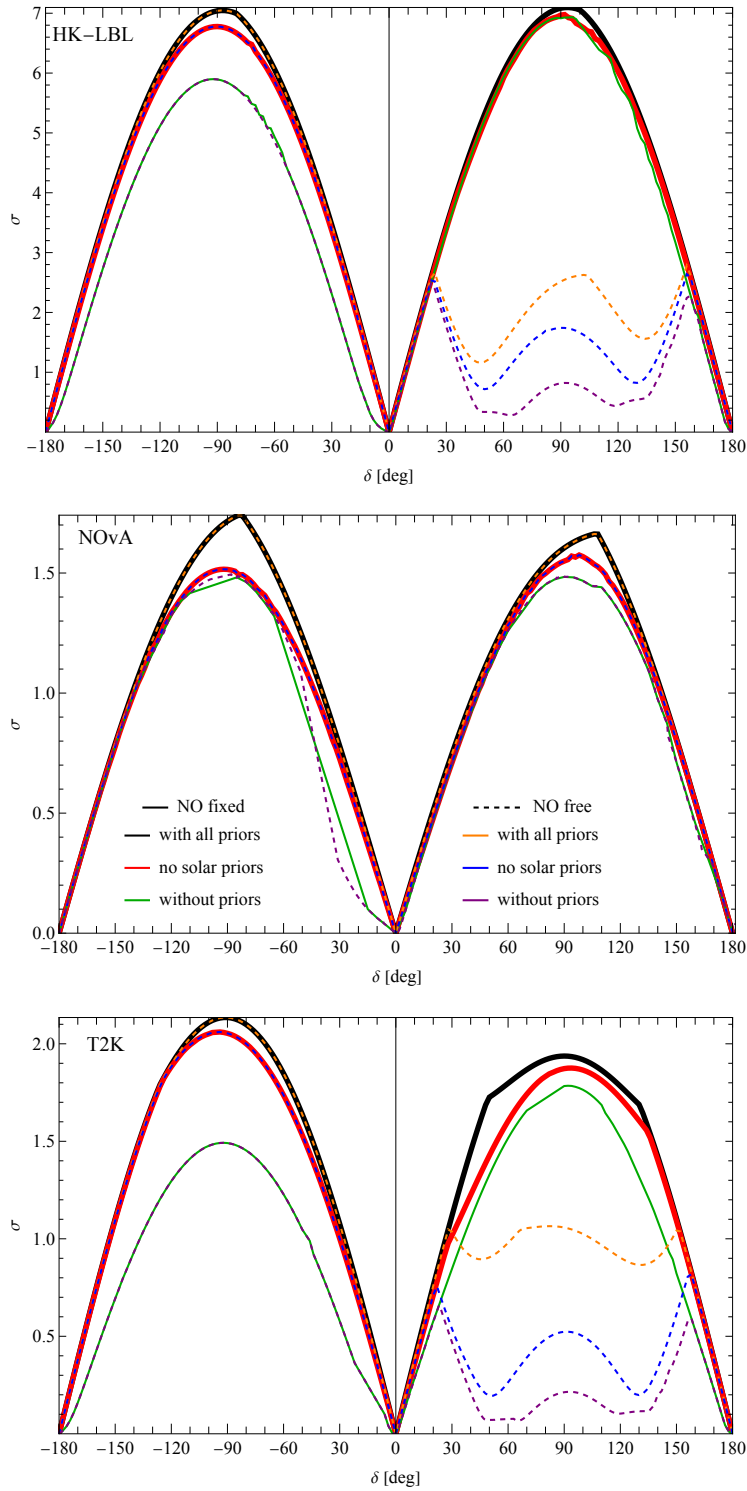 HK−LBL
7
6
5
4
3
2
1
σ
−180 −150 −120 −90 −60 −30 0 30 60 90 120 150 180
δ [deg]
NOvA
1.5
1.0
0.5
0.0
σ
NO fixed NO free
with all priors with all priors
no solar priors no solar priors
without priors without priors
−180 −150 −120 −90 −60 −30 0 30 60 90 120 150 180
δ [deg]
T2K
2.0
1.5
1.0
0.5
σ
−180 −150 −120 −90 −60 −30 0 30 60 90 120 150 180
δ [deg]